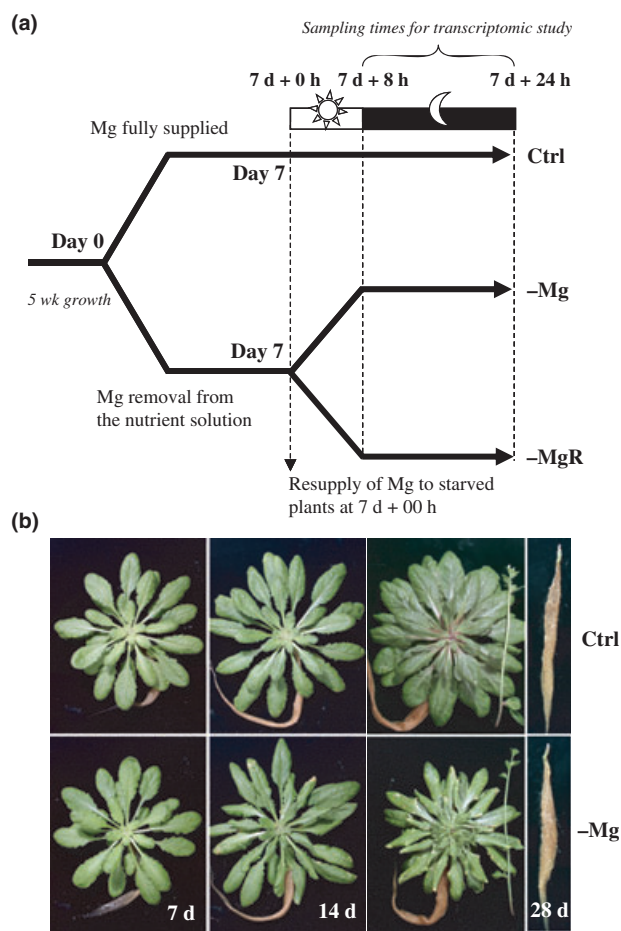 (a)
Sampling times for transcriptomic study
7 d + 0 h 7 d + 8 h 7 d + 24 h
Mg fully supplied
Ctrl
Day 7
Day 0
–Mg
5 wk growth
Day 7
Mg removal from
the nutrient solution
–MgR
Resupply of Mg to starved
plants at 7 d + 00 h
(b)
Ctrl
–Mg
7 d 14 d 28 d